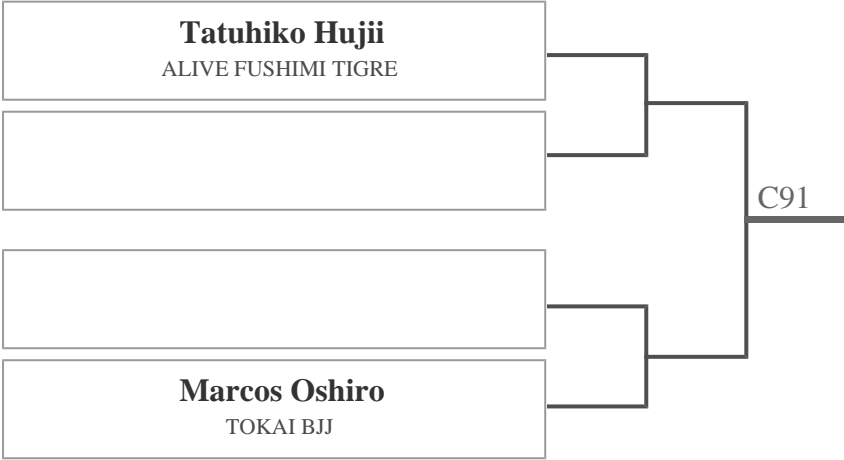 Tatuhiko Hujii
ALIVE FUSHIMI TIGRE
C91
Marcos Oshiro
TOKAI BJJ